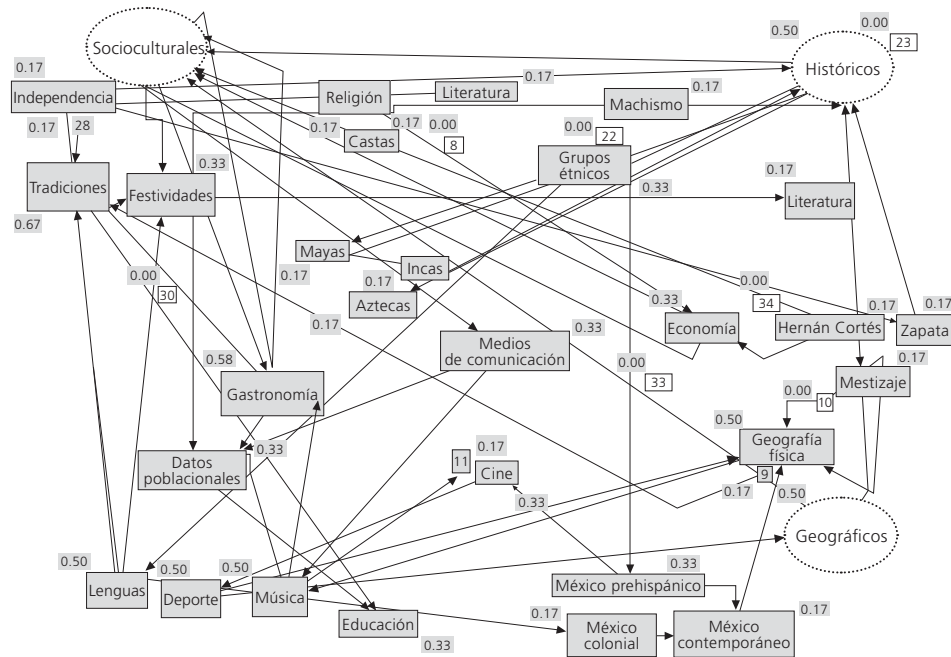 0.50
0.00
23
Socioculturales
Históricos
0.17
0.17
0.17
Independencia
Religión
Literatura
Machismo
0.17
28
0.17
0.17
0.00
8
0.00
22
Castas
Grupos
étnicos
Tradiciones
0.33
Festividades
0.33
0.17
Literatura
0.67
Mayas
Incas
0.00
30
0.17
0.17
Aztecas
0.00
34
0.17
0.33
0.17
0.17
Economía
Hernán Cortés
Zapata
0.33
Medios
de comunicación
0.58
0.00
33
0.17
Gastronomía
Mestizaje
0.00
10
0.50
0.33
0.17
Geografía
física
Datos
poblacionales
11
Cine
9
0.17
0.50
0.33
Geográficos
0.50
0.50
0.50
0.33
Lenguas
Deporte
Música
México prehispánico
0.17
0.17
Educación
México
colonial
México
contemporáneo
0.33